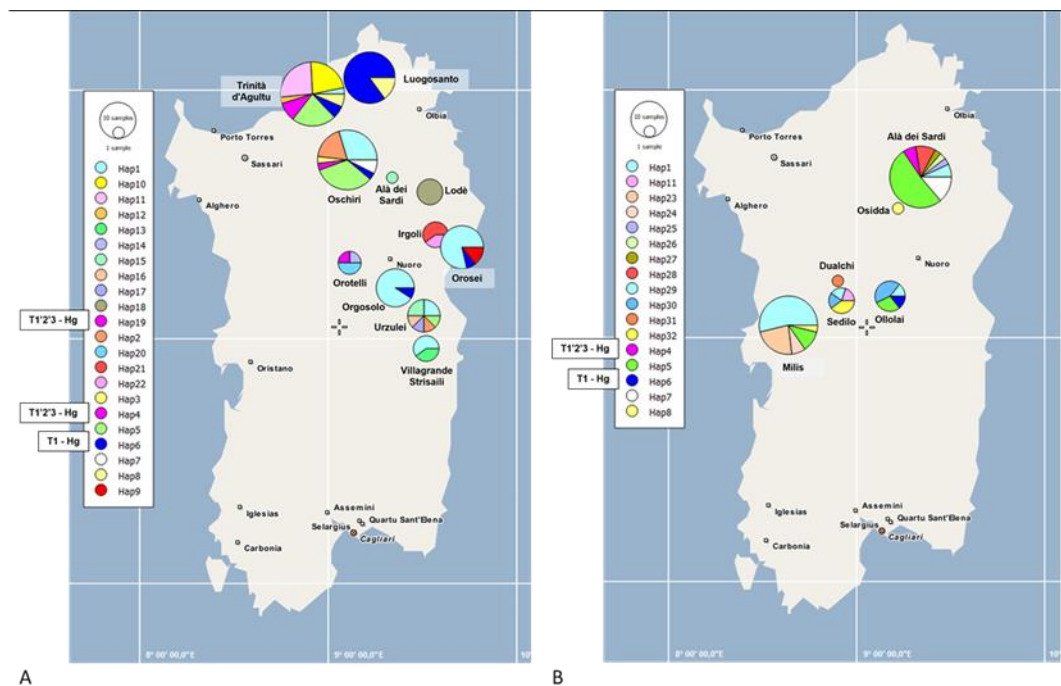 10 samples
1 sample
Hap1
Hap10
Hap11
Hap12
Hap13
Hap14
Hap15
Hap16
Hap17
Hap18
T1'2'3 - Hg
Hap19
Hap2
Hap20
Hap21
Hap22
Hap3
T1'2'3 - Hg
Hap4
Hap5
T1 - Hg
Hap6
Hap7
Hap8
Hap9
Trinità
d'Agultu
Luogosanto
Olbia
Porto Torres
Sassari
Alghero
Oschiri
Alà dei
Sardi
Lodè
Irgoli
Orosei
Nuoro
Orotelli
Orgosolo
Urzulei
Villagrande
Strisaili
Oristano
Iglesias
Assemini
Quartu Sant'Elena
Selargius
Cagliari
Carbonia
8° 00' 00,0"E
9° 00' 00,0"E
10°
A
10 samples
1 sample
Hap1
Hap11
Hap23
Hap24
Hap25
Hap26
Hap27
Hap28
Hap29
Hap30
Hap31
Hap32
T1'2'3 - Hg
Hap4
Hap5
T1 - Hg
Hap6
Hap7
Hap8
Olbia
Porto Torres
Alà dei Sardi
Sassari
Alghero
Osidda
Nuoro
Dualchi
Sedilo
Ollolai
Milis
Iglesias
Assemini
Quartu Sant'Elena
Selargius
Cagliari
Carbonia
8° 00' 00,0"E
9° 00' 00,0"E
10°
B